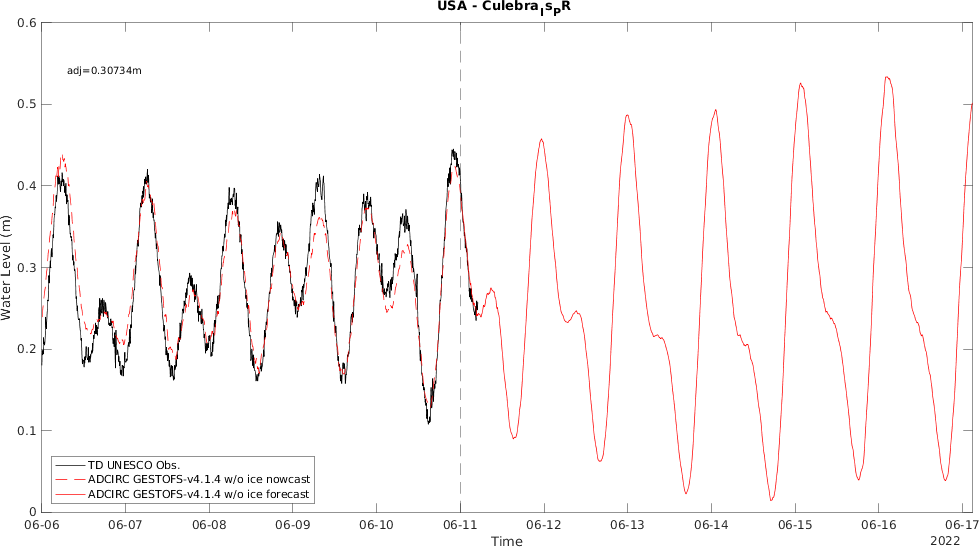 USA - Culebra_Is_PR
adj=0.30734m
0.6
0.5
0.4
0.3
0.2
0.1
0
Water Level (m)
TD UNESCO Obs.
ADCIRC GESTOFS-v4.1.4 w/o ice nowcast
ADCIRC GESTOFS-v4.1.4 w/o ice forecast
06-06 06-07 06-08 06-09 06-10 06-11 06-12 06-13 06-14 06-15 06-16 06-17
Time
2022